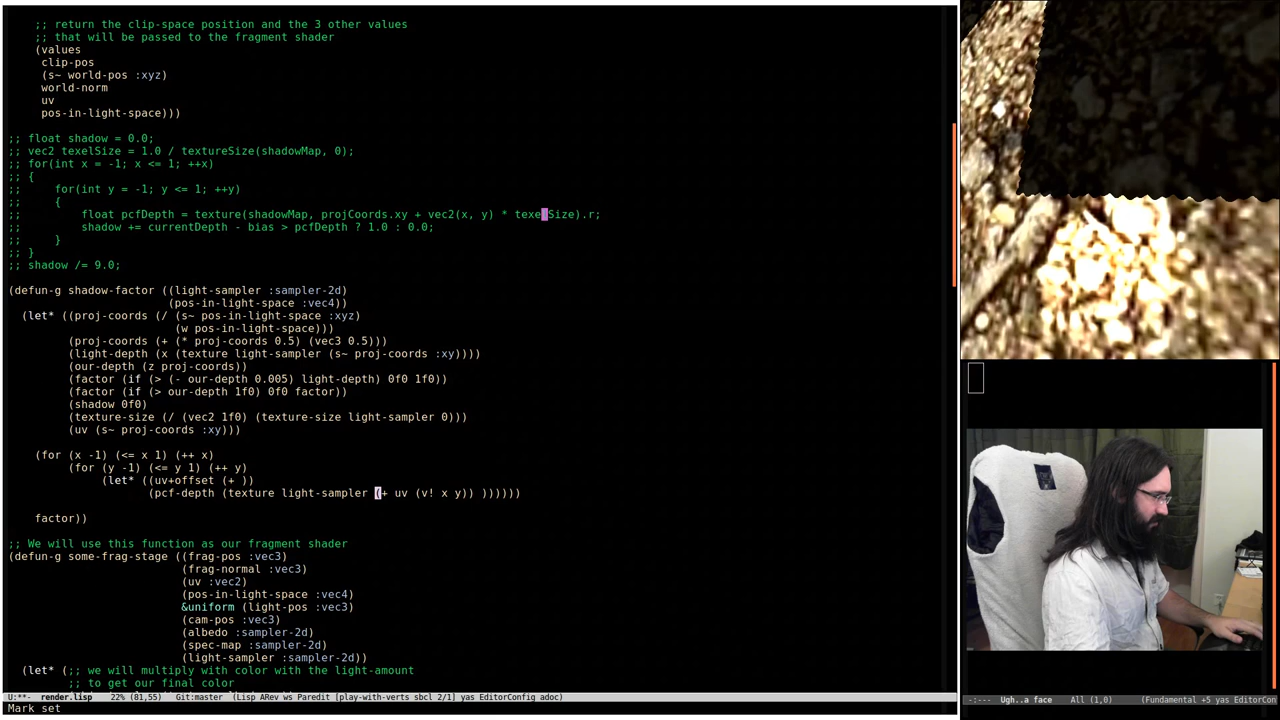 ;; return the clip-space position and the 3 other values
;; that will be passed to the fragment shader
(values
clip-pos
(s~ world-pos :xyz)
world-norm
uv
pos-in-light-space)))
;; float shadow = 0.0;
;; vec2 texelSize = 1.0 / textureSize(shadowMap, 0);
;; for(int x = -1; x <= 1; ++x)
;; {
;;     for(int y = -1; y <= 1; ++y)
;;     {
;;         float pcfDepth = texture(shadowMap, projCoords.xy + vec2(x, y) * texelSize).r;
;;         shadow += currentDepth - bias > pcfDepth ? 1.0 : 0.0;
;;     }
;; }
;; shadow /= 9.0;
(defun-g shadow-factor ((light-sampler :sampler-2d)
(pos-in-light-space :vec4))
(let* ((proj-coords (/ (s~ pos-in-light-space :xyz)
(w pos-in-light-space)))
(proj-coords (+ (* proj-coords 0.5) (vec3 0.5)))
(light-depth (x (texture light-sampler (s~ proj-coords :xy))))
(our-depth (z proj-coords))
(factor (if (> (- our-depth 0.005) light-depth) 0f0 1f0))
(factor (if (> our-depth 1f0) 0f0 factor))
(shadow 0f0)
(texture-size (/ (vec2 1f0) (texture-size light-sampler 0)))
(uv (s~ proj-coords :xy)))
(for (x -1) (<= x 1) (++ x)
(for (y -1) (<= y 1) (++ y)
(let* ((uv+offset (+ ))
(pcf-depth (texture light-sampler (+ uv (v! x y)) ))))))
factor))
;; We will use this function as our fragment shader
(defun-g some-frag-stage ((frag-pos :vec3)
(frag-normal :vec3)
(uv :vec2)
(pos-in-light-space :vec4)
&uniform (light-pos :vec3)
(cam-pos :vec3)
(albedo :sampler-2d)
(spec-map :sampler-2d)
(light-sampler :sampler-2d))
(let* (;; we will multiply with color with the light-amount
;; to get our final color
U:**-  render.lisp    22% (81,55)   Git:master  (Lisp ARev ws Paredit [play-with-verts sbcl 2/1] yas EditorConfig adoc)
Mark set
-:---  Ugh..a face    All (1,0)     (Fundamental +5 yas EditorCon